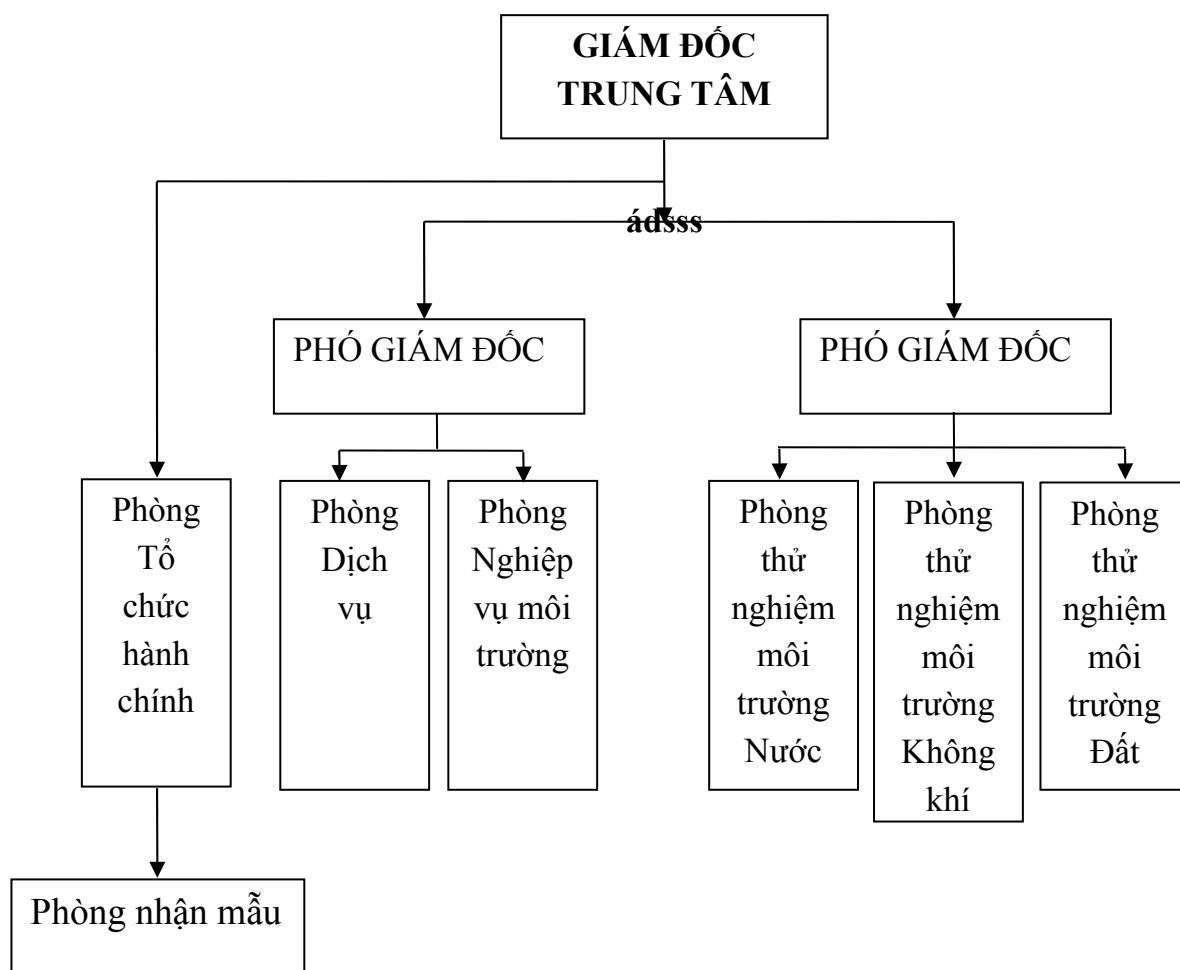 GIÁM ĐỐC
TRUNG TÂM
ádsss
PHÓ GIÁM ĐỐC
PHÓ GIÁM ĐỐC
Phòng
Tổ
chức
hành
chính
Phòng
Dịch
vụ
Phòng
Nghiệp
vụ môi
trường
Phòng
thử
nghiệm
môi
trường
Nước
Phòng
thử
nghiệm
môi
trường
Không
khí
Phòng
thử
nghiệm
môi
trường
Đất
Phòng nhận mẫu